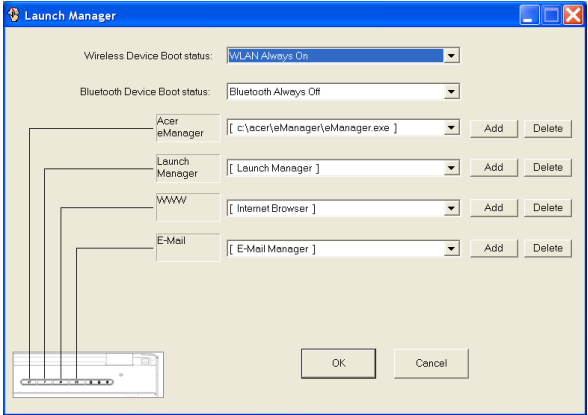 Launch Manager
Wireless Device Boot status: WLAN Always On
Bluetooth Device Boot status: Bluetooth Always Off
Acer
eManager [ c:\acer\eManager\eManager.exe ] Add Delete
Launch
Manager [ Launch Manager ] Add Delete
WWW [ Internet Browser ] Add Delete
E-Mail [ E-Mail Manager ] Add Delete
OK Cancel